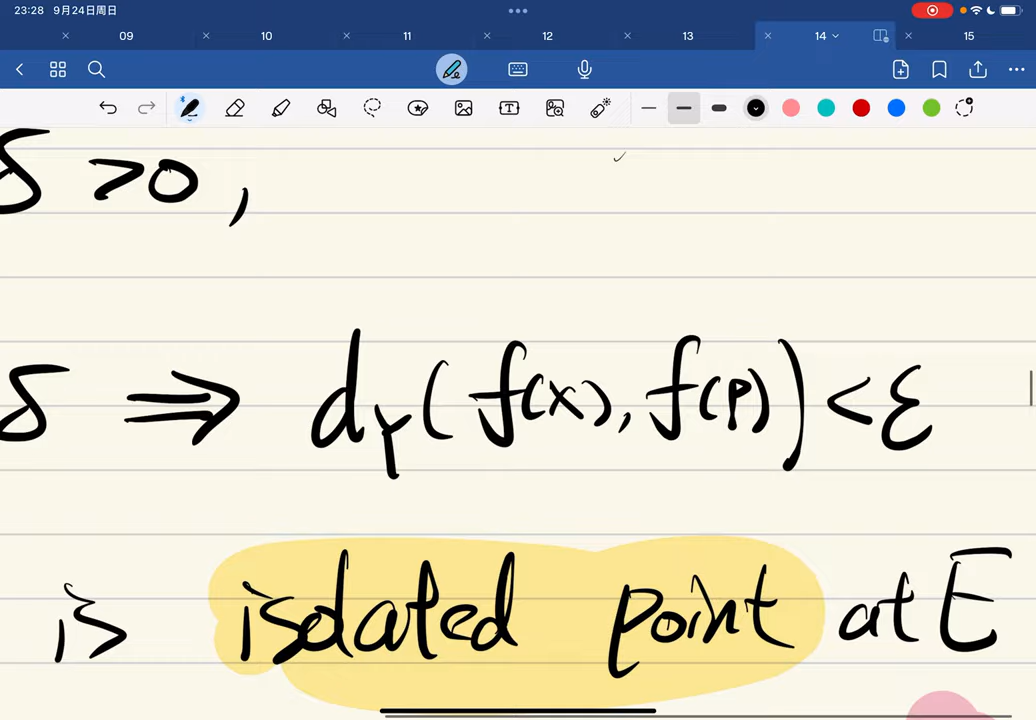 23:28 9月24日周日
09 10 11 12 13 14 15
δ >0,
δ ⇒ d_Y(f(x), f(p)) < ε
is isolated point at E